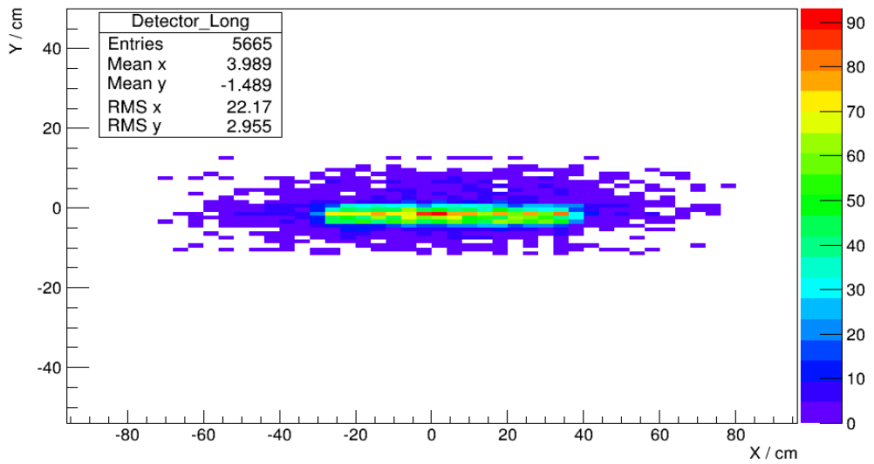 Detector_Long
Entries 5665
Mean x 3.989
Mean y -1.489
RMS x 22.17
RMS y 2.955
Y / cm
40
20
0
-20
-40
-80 -60 -40 -20 0 20 40 60 80
X / cm
90
80
70
60
50
40
30
20
10
0